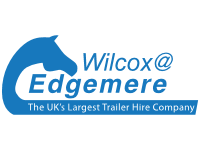 Wilcox@
Edgemere
The UK's Largest Trailer Hire Company